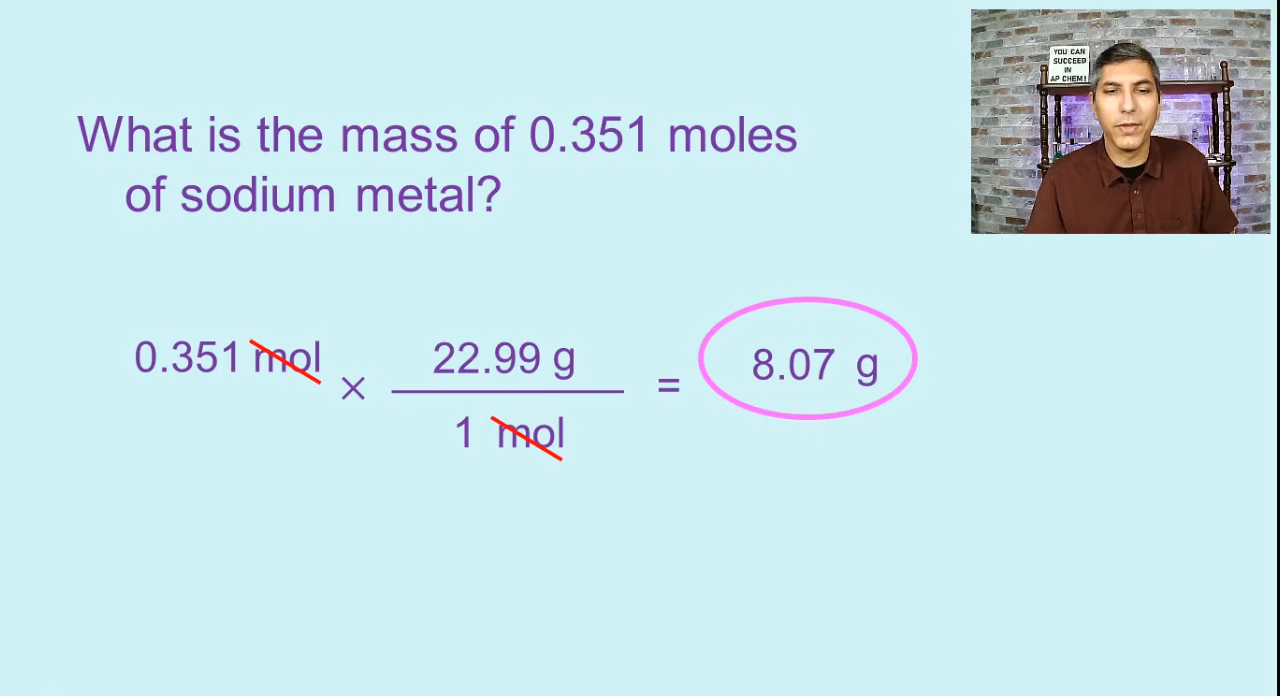 What is the mass of 0.351 moles
of sodium metal?
YOU CAN
SUCCEED
IN
AP CHEM!
0.351 mol × 22.99 g / 1 mol = 8.07 g